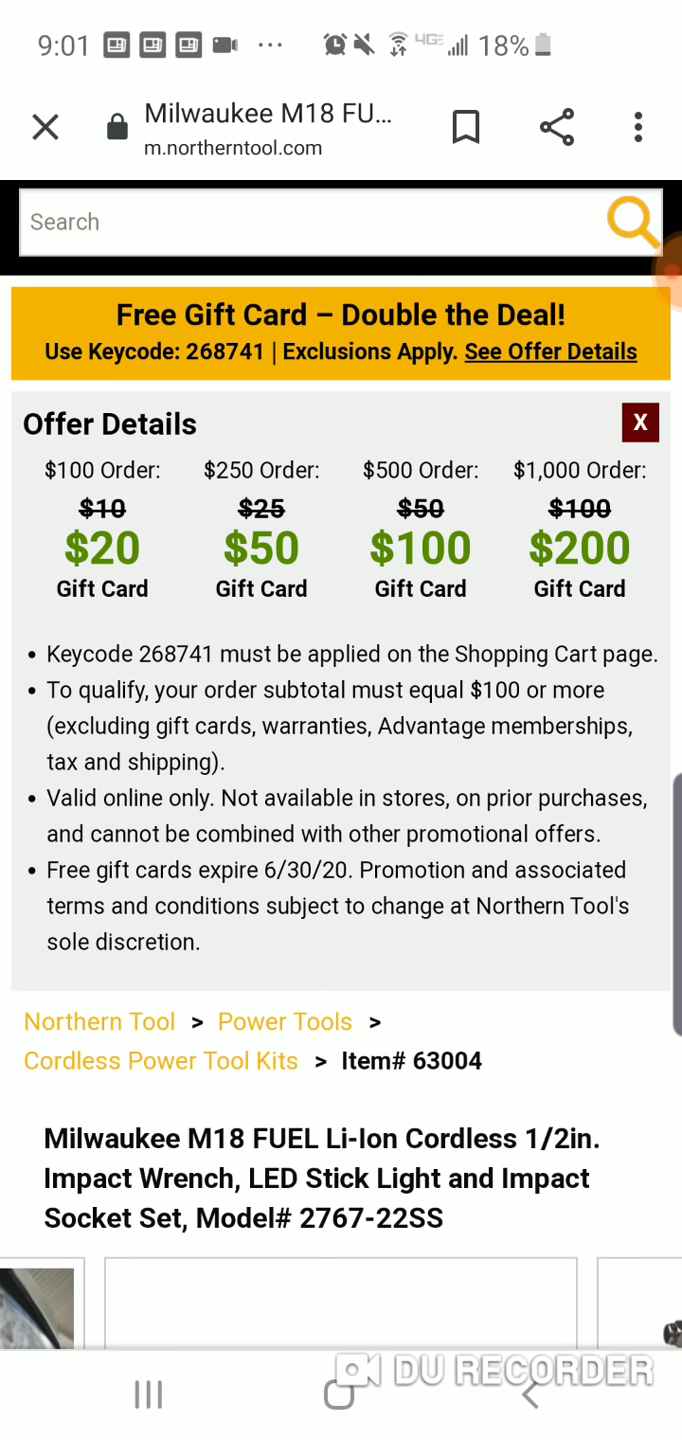 9:01 4GE 18%
Milwaukee M18 FU...
m.northerntool.com
Search
Free Gift Card – Double the Deal!
Use Keycode: 268741 | Exclusions Apply. See Offer Details
Offer Details X
$100 Order: $250 Order: $500 Order: $1,000 Order:
$10 $25 $50 $100
$20 $50 $100 $200
Gift Card Gift Card Gift Card Gift Card
• Keycode 268741 must be applied on the Shopping Cart page.
• To qualify, your order subtotal must equal $100 or more
(excluding gift cards, warranties, Advantage memberships,
tax and shipping).
• Valid online only. Not available in stores, on prior purchases,
and cannot be combined with other promotional offers.
• Free gift cards expire 6/30/20. Promotion and associated
terms and conditions subject to change at Northern Tool's
sole discretion.
Northern Tool > Power Tools >
Cordless Power Tool Kits > Item# 63004
Milwaukee M18 FUEL Li-Ion Cordless 1/2in.
Impact Wrench, LED Stick Light and Impact
Socket Set, Model# 2767-22SS
DU RECORDER